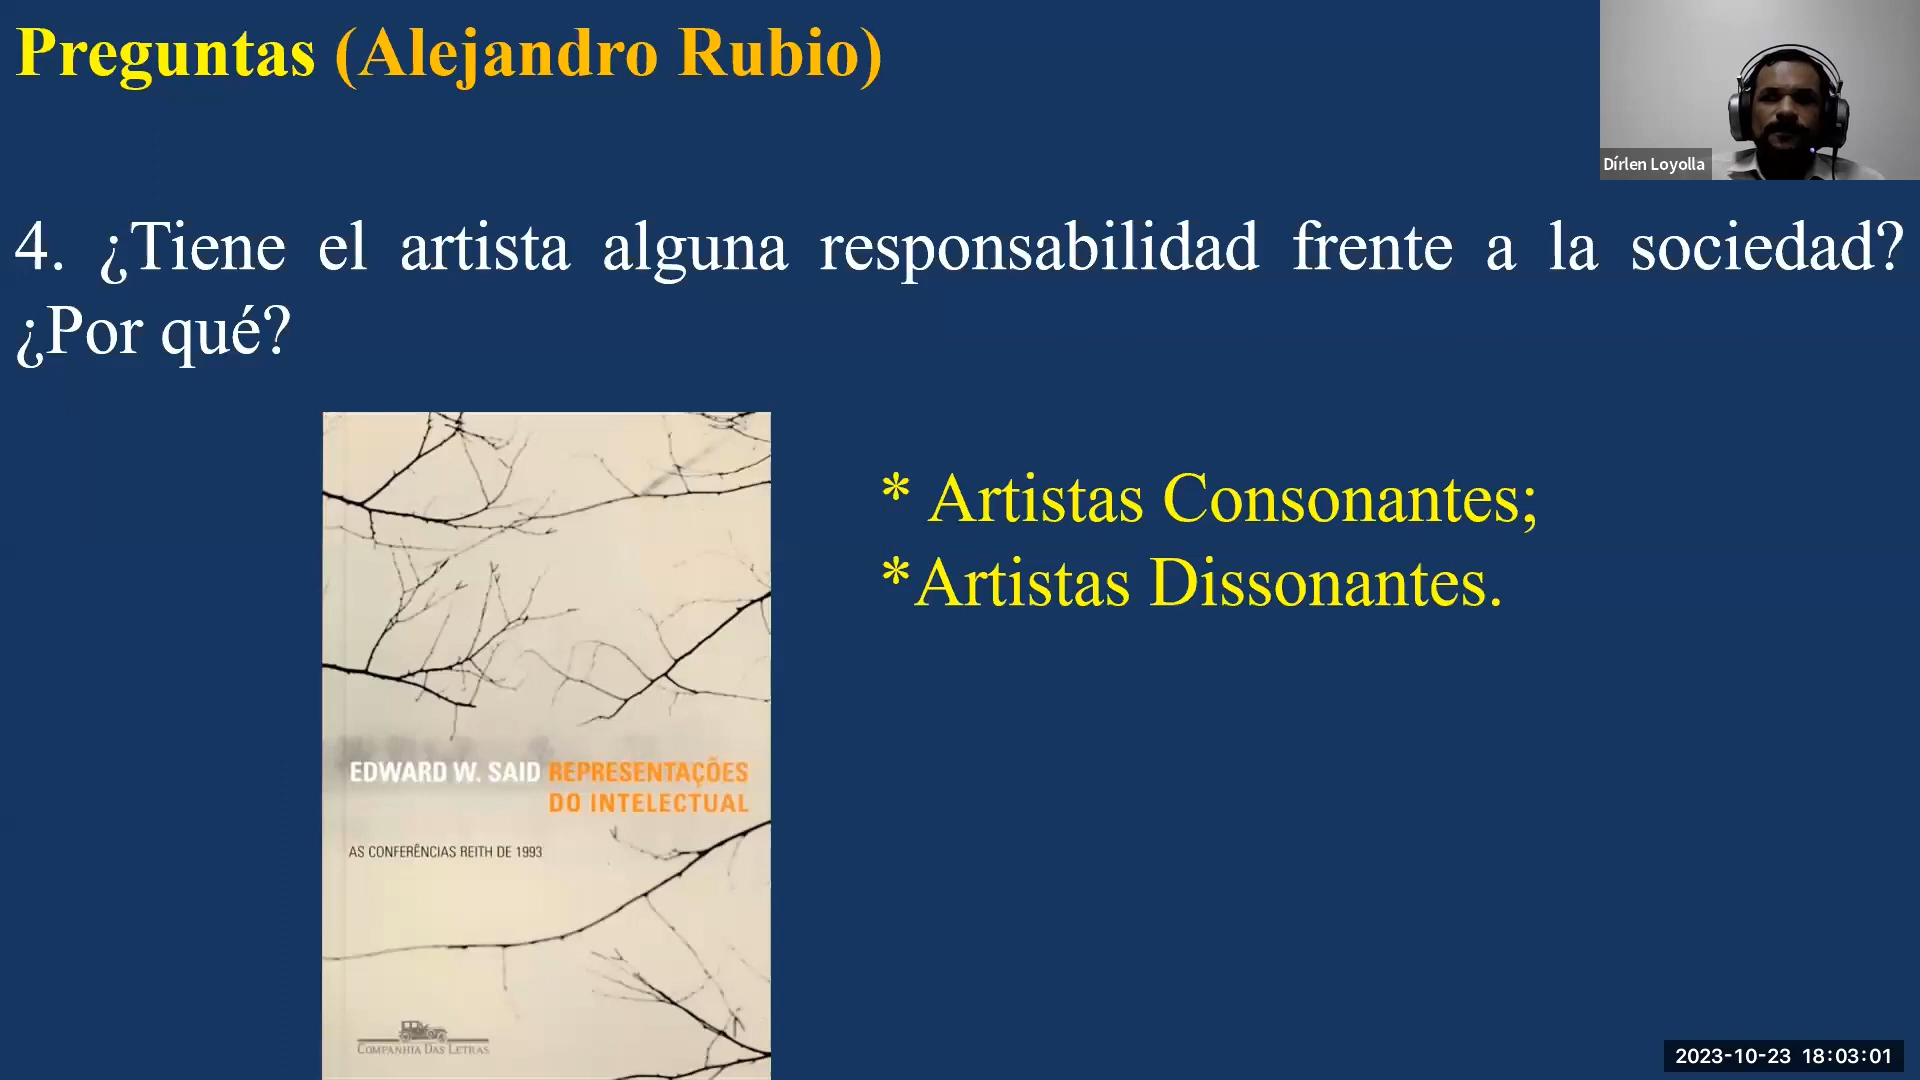 Preguntas (Alejandro Rubio)
Dírlen Loyolla
4. ¿Tiene el artista alguna responsabilidad frente a la sociedad?
¿Por qué?
* Artistas Consonantes;
*Artistas Dissonantes.
EDWARD W. SAID REPRESENTAÇÕES
DO INTELECTUAL
AS CONFERÊNCIAS REITH DE 1993
COMPANHIA DAS LETRAS
2023-10-23 18:03:01